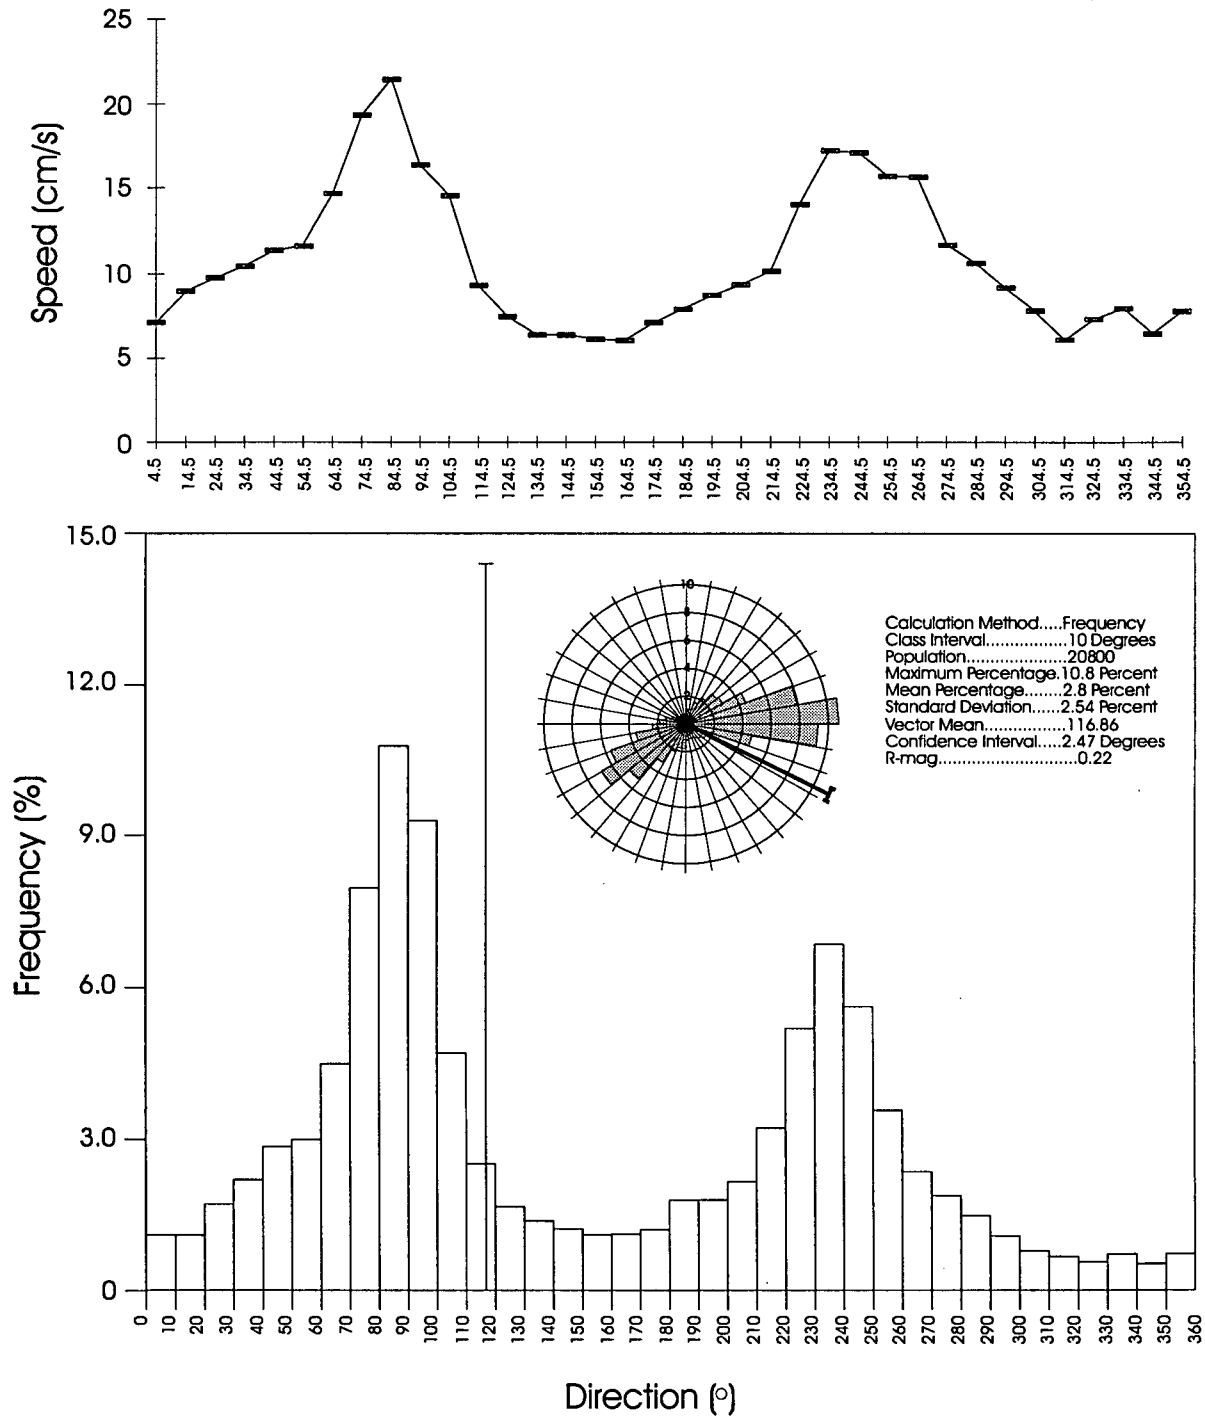 25
20
15
10
5
0
Speed (cm/s)
4.5 14.5 24.5 34.5 44.5 54.5 64.5 74.5 84.5 94.5 104.5 114.5 124.5 134.5 144.5 154.5 164.5 174.5 184.5 194.5 204.5 214.5 224.5 234.5 244.5 254.5 264.5 274.5 284.5 294.5 304.5 314.5 324.5 334.5 344.5 354.5
15.0
12.0
9.0
6.0
3.0
0
Frequency (%)
10
8
6
4
2
Calculation Method.....Frequency
Class Interval...............10 Degrees
Population....................20800
Maximum Percentage.10.8 Percent
Mean Percentage........2.8 Percent
Standard Deviation......2.54 Percent
Vector Mean................116.86
Confidence Interval.....2.47 Degrees
R-mag............................0.22
0 10 20 30 40 50 60 70 80 90 100 110 120 130 140 150 160 170 180 190 200 210 220 230 240 250 260 270 280 290 300 310 320 330 340 350 360
Direction (°)